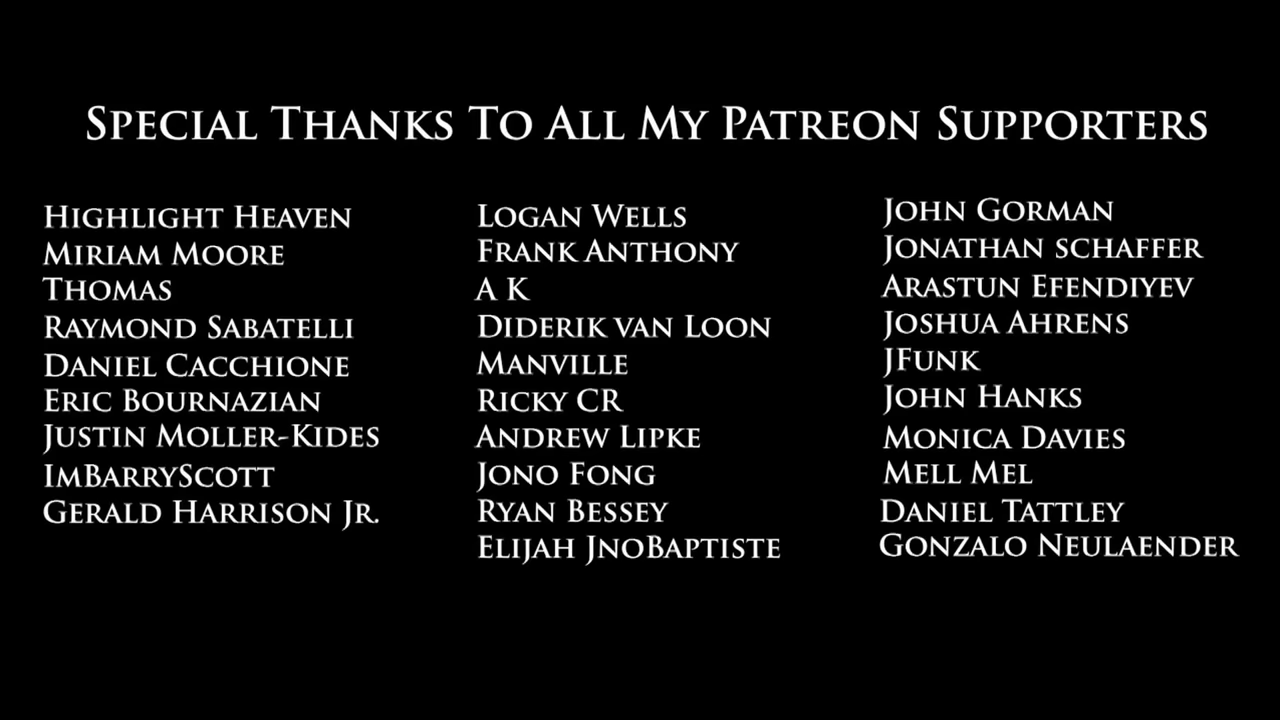 Special Thanks To All My Patreon Supporters
Highlight Heaven
Miriam Moore
Thomas
Raymond Sabatelli
Daniel Cacchione
Eric Bournazian
Justin Moller-Kides
ImBarryScott
Gerald Harrison Jr.
Logan Wells
Frank Anthony
A K
Diderik van Loon
Manville
Ricky CR
Andrew Lipke
Jono Fong
Ryan Bessey
Elijah JnoBaptiste
John Gorman
Jonathan schaffer
Arastun Efendiyev
Joshua Ahrens
JFunk
John Hanks
Monica Davies
Mell Mel
Daniel Tattley
Gonzalo Neulaender